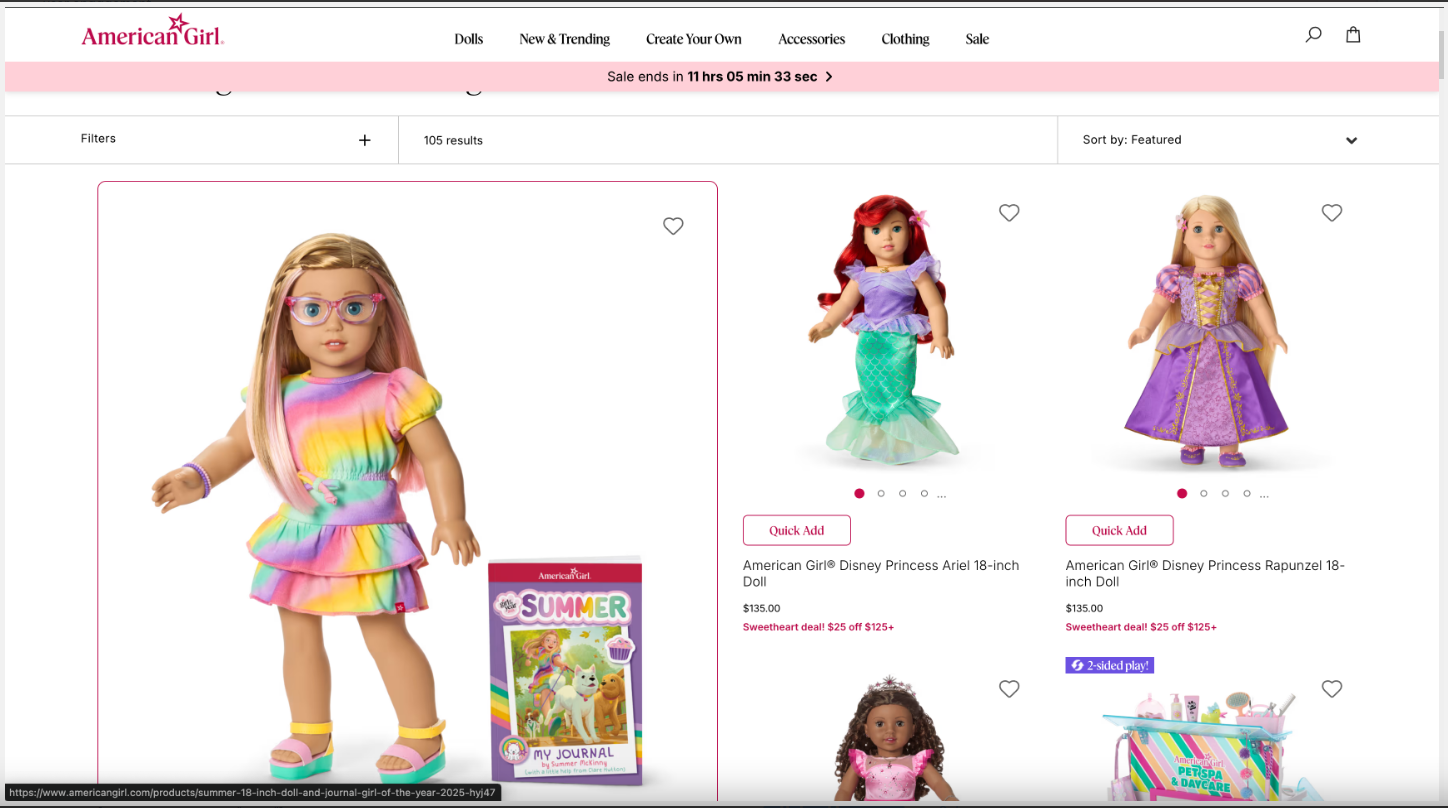 American Girl
Dolls
New & Trending
Create Your Own
Accessories
Clothing
Sale
Sale ends in 11 hrs 05 min 33 sec
Filters
105 results
Sort by: Featured
American Girl
SUMMER
MY JOURNAL
by Summer McKinny
...
...
Quick Add
Quick Add
American Girl® Disney Princess Ariel 18-inch
Doll
$135.00
Sweetheart deal! $25 off $125+
American Girl® Disney Princess Rapunzel 18-
inch Doll
$135.00
Sweetheart deal! $25 off $125+
2-sided play!
American Girl
PET SPA
& DAYCARE
https://www.americangirl.com/products/summer-18-inch-doll-and-journal-girl-of-the-year-2025-hyj47